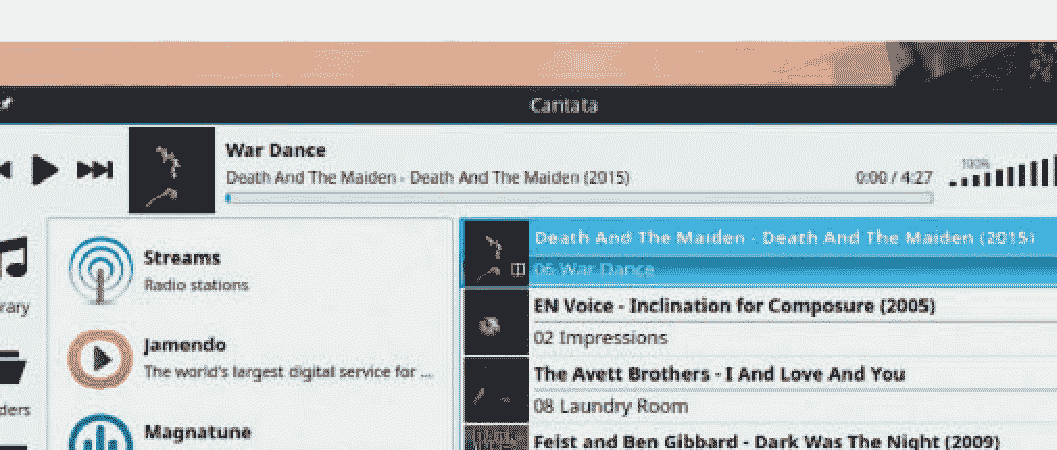 Cantata
War Dance
Death And The Maiden - Death And The Maiden (2015)
0:00 / 4:27
100%
Streams
Radio stations
rary
Jamendo
The world's largest digital service for ...
ders
Magnatune
Death And The Maiden - Death And The Maiden (2015)
06 War Dance
EN Voice - Inclination for Composure (2005)
02 Impressions
The Avett Brothers - I And Love And You
08 Laundry Room
Feist and Ben Gibbard - Dark Was The Night (2009)